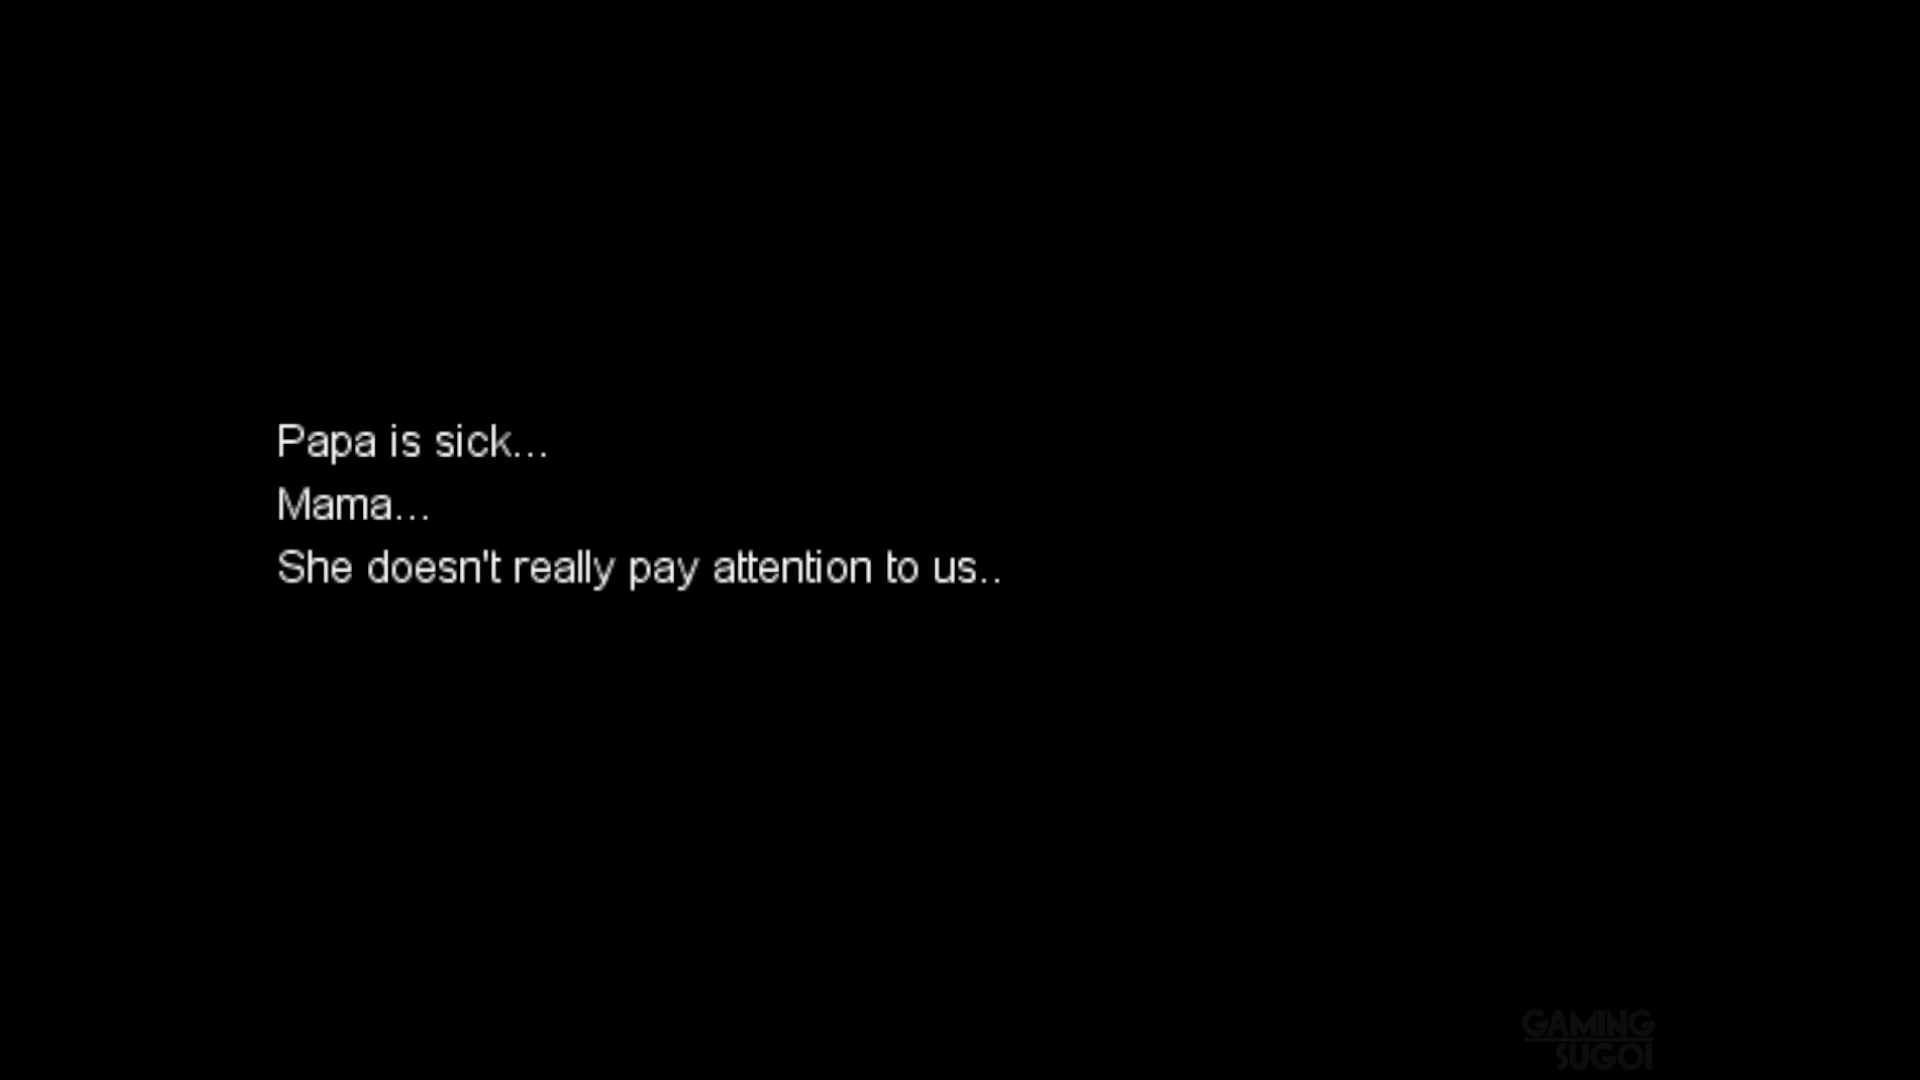 Papa is sick...
Mama...
She doesn't really pay attention to us..
GAMING
SUGOI